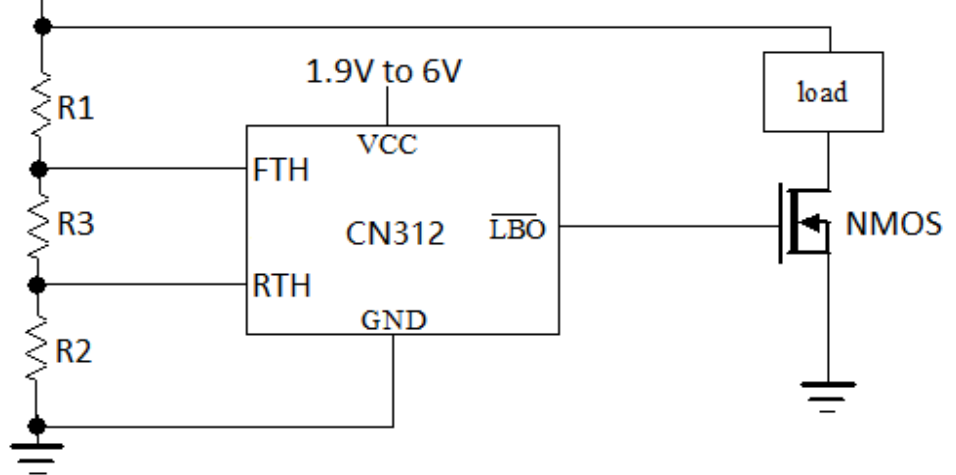 1.9V to 6V
load
R1
VCC
FTH
R3
CN312
LBO
NMOS
RTH
GND
R2